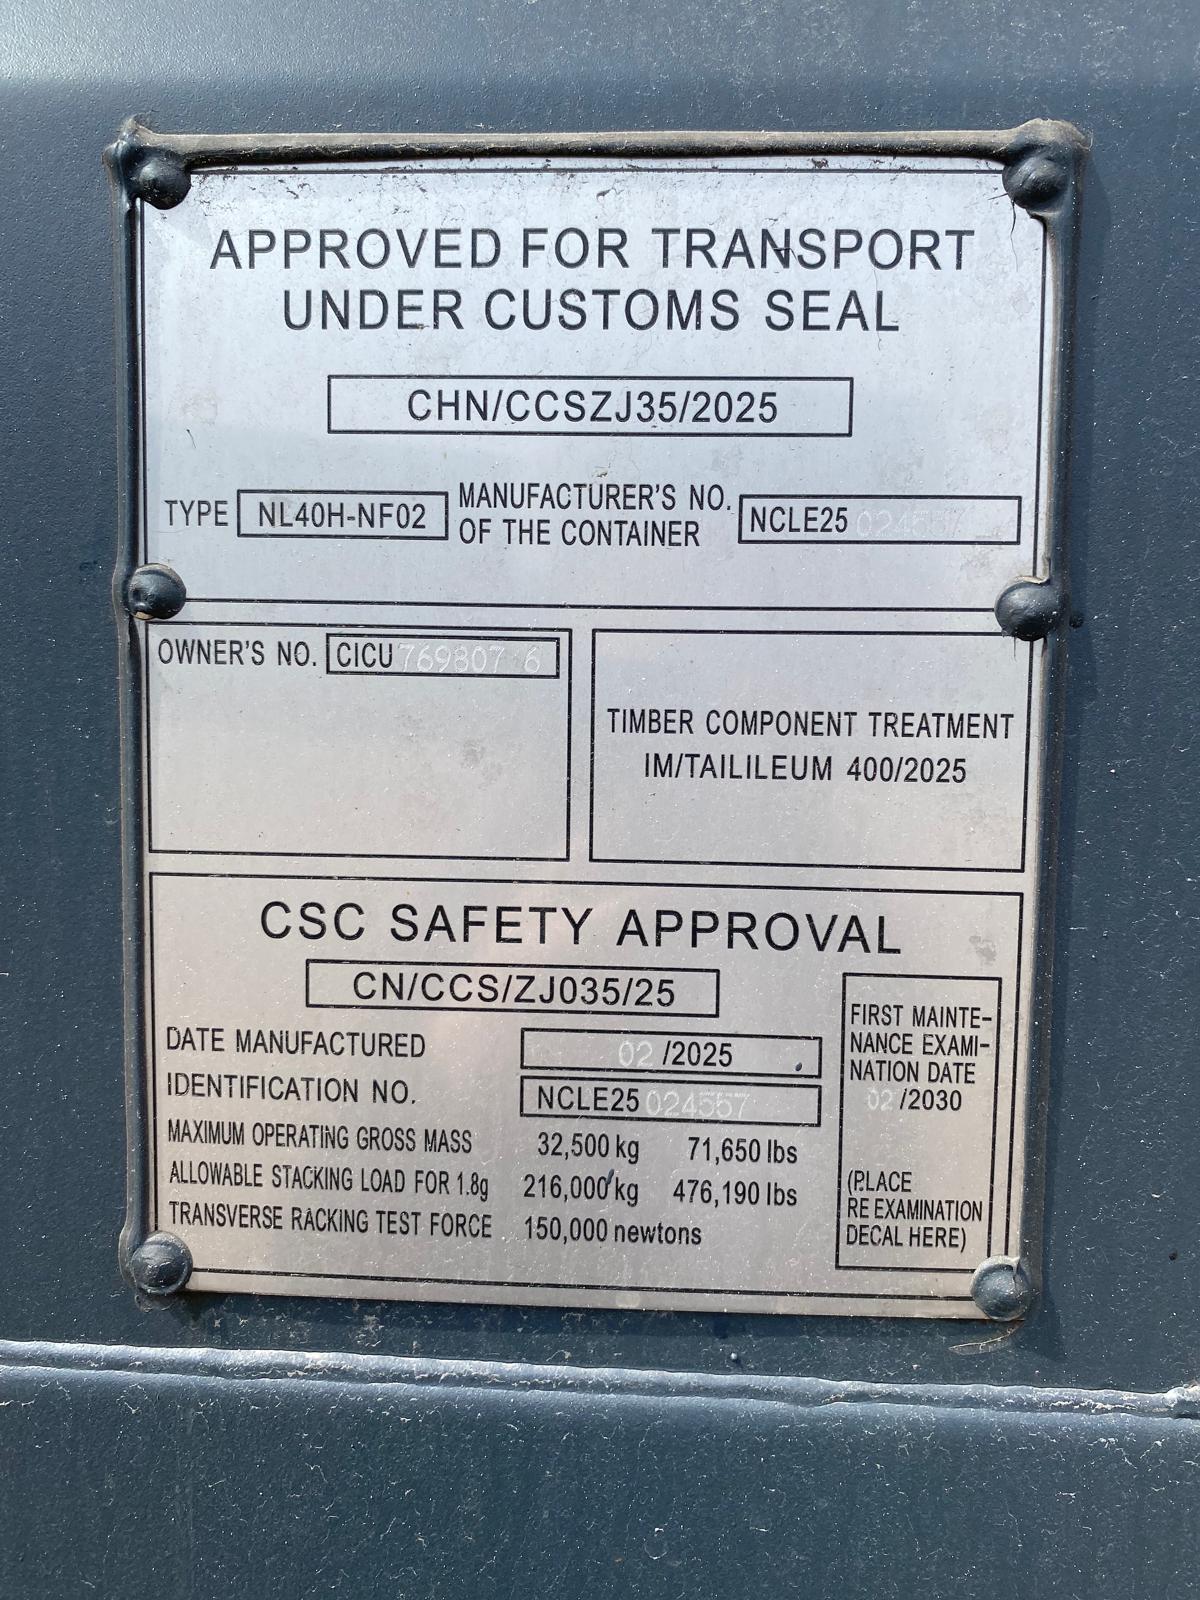 APPROVED FOR TRANSPORT
UNDER CUSTOMS SEAL
CHN/CCSZJ35/2025
TYPE NL40H-NF02 MANUFACTURER'S NO. OF THE CONTAINER NCLE25 024557
OWNER'S NO. CICU 769807 6
TIMBER COMPONENT TREATMENT
IM/TAILILEUM 400/2025
CSC SAFETY APPROVAL
CN/CCS/ZJ035/25
DATE MANUFACTURED 02 /2025
IDENTIFICATION NO. NCLE25 024557
MAXIMUM OPERATING GROSS MASS 32,500 kg 71,650 lbs
ALLOWABLE STACKING LOAD FOR 1.8g 216,000 kg 476,190 lbs
TRANSVERSE RACKING TEST FORCE 150,000 newtons
FIRST MAINTE-
NANCE EXAMI-
NATION DATE
02 /2030
(PLACE
RE EXAMINATION
DECAL HERE)